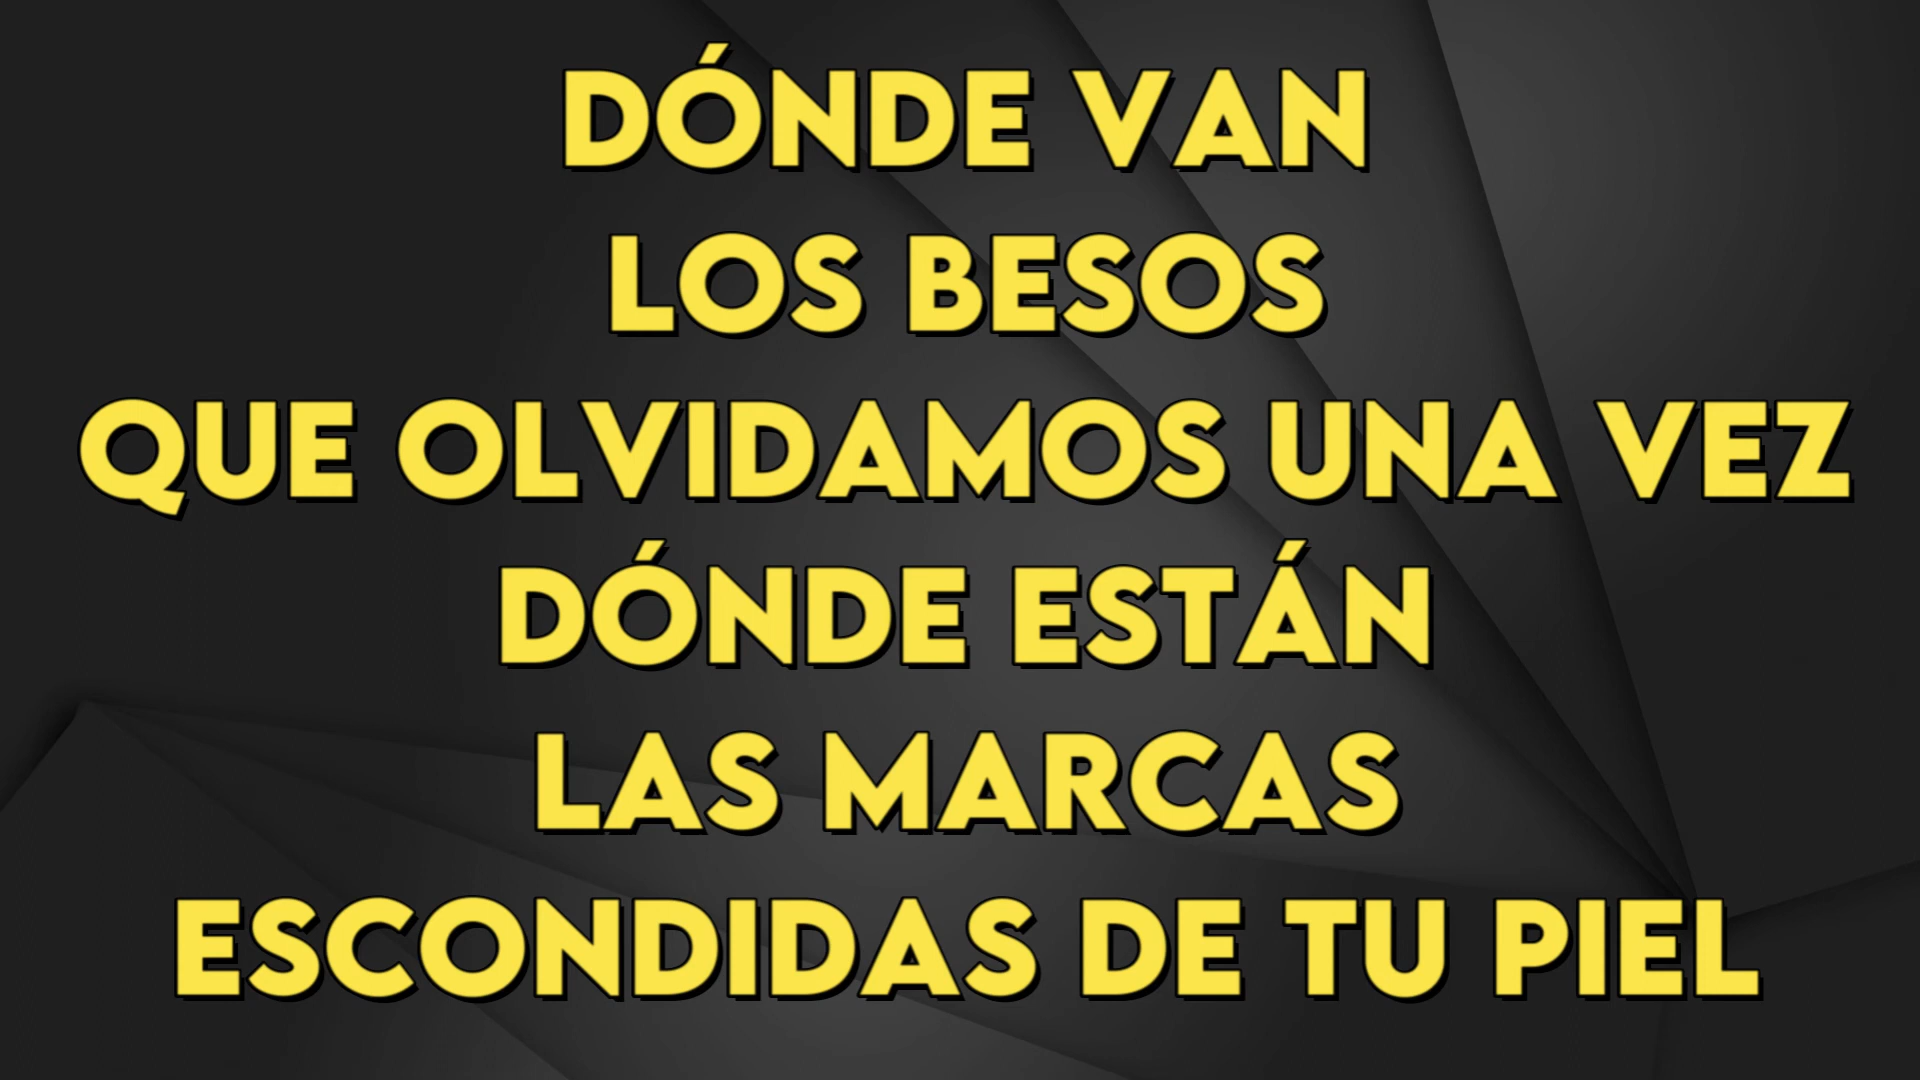 DÓNDE VAN
LOS BESOS
QUE OLVIDAMOS UNA VEZ
DÓNDE ESTÁN
LAS MARCAS
ESCONDIDAS DE TU PIEL